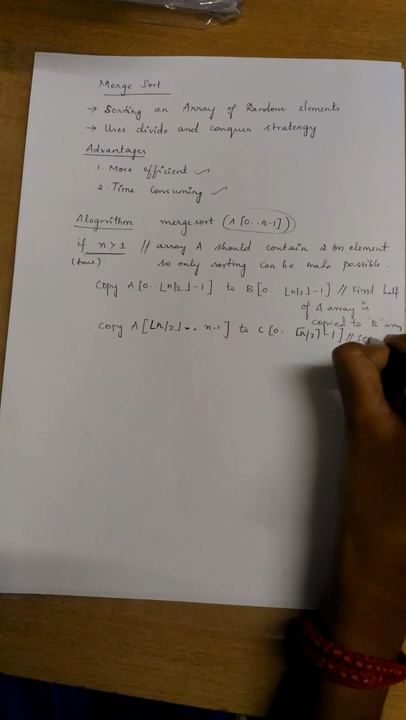 Merge Sort
→ Sorting an Array of Random elements.
→ Uses divide and conquer stratergy
Advantages
1. More efficient ✓
2. Time Consuming ✓
Alogorithm mergesort (A[0..n-1])
if n>1 // array A should contain 2 (n) element
(true) so only sorting can be made possible.
Copy A[0..⌊n/2⌋-1] to B[0..⌊n/2⌋-1] // First half
of A array is
copied to 'B' array
Copy A[⌊n/2⌋.. n-1] to C[0..⌈n/2⌉-1] //